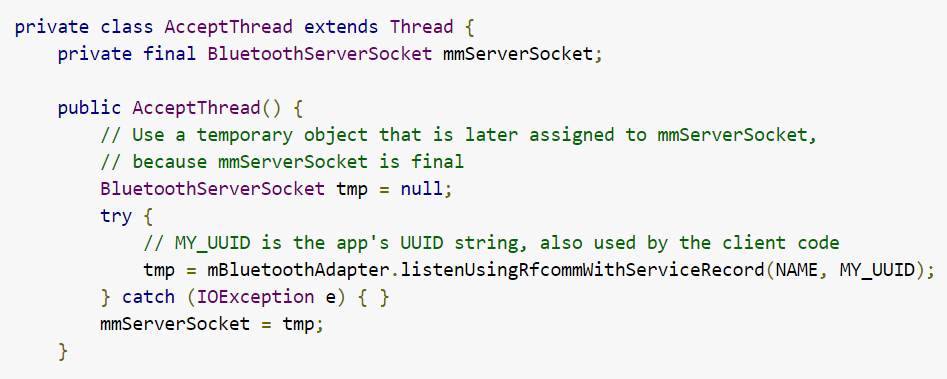 private class AcceptThread extends Thread {
    private final BluetoothServerSocket mmServerSocket;

    public AcceptThread() {
        // Use a temporary object that is later assigned to mmServerSocket,
        // because mmServerSocket is final
        BluetoothServerSocket tmp = null;
        try {
            // MY_UUID is the app's UUID string, also used by the client code
            tmp = mBluetoothAdapter.listenUsingRfcommWithServiceRecord(NAME, MY_UUID);
        } catch (IOException e) { }
        mmServerSocket = tmp;
    }